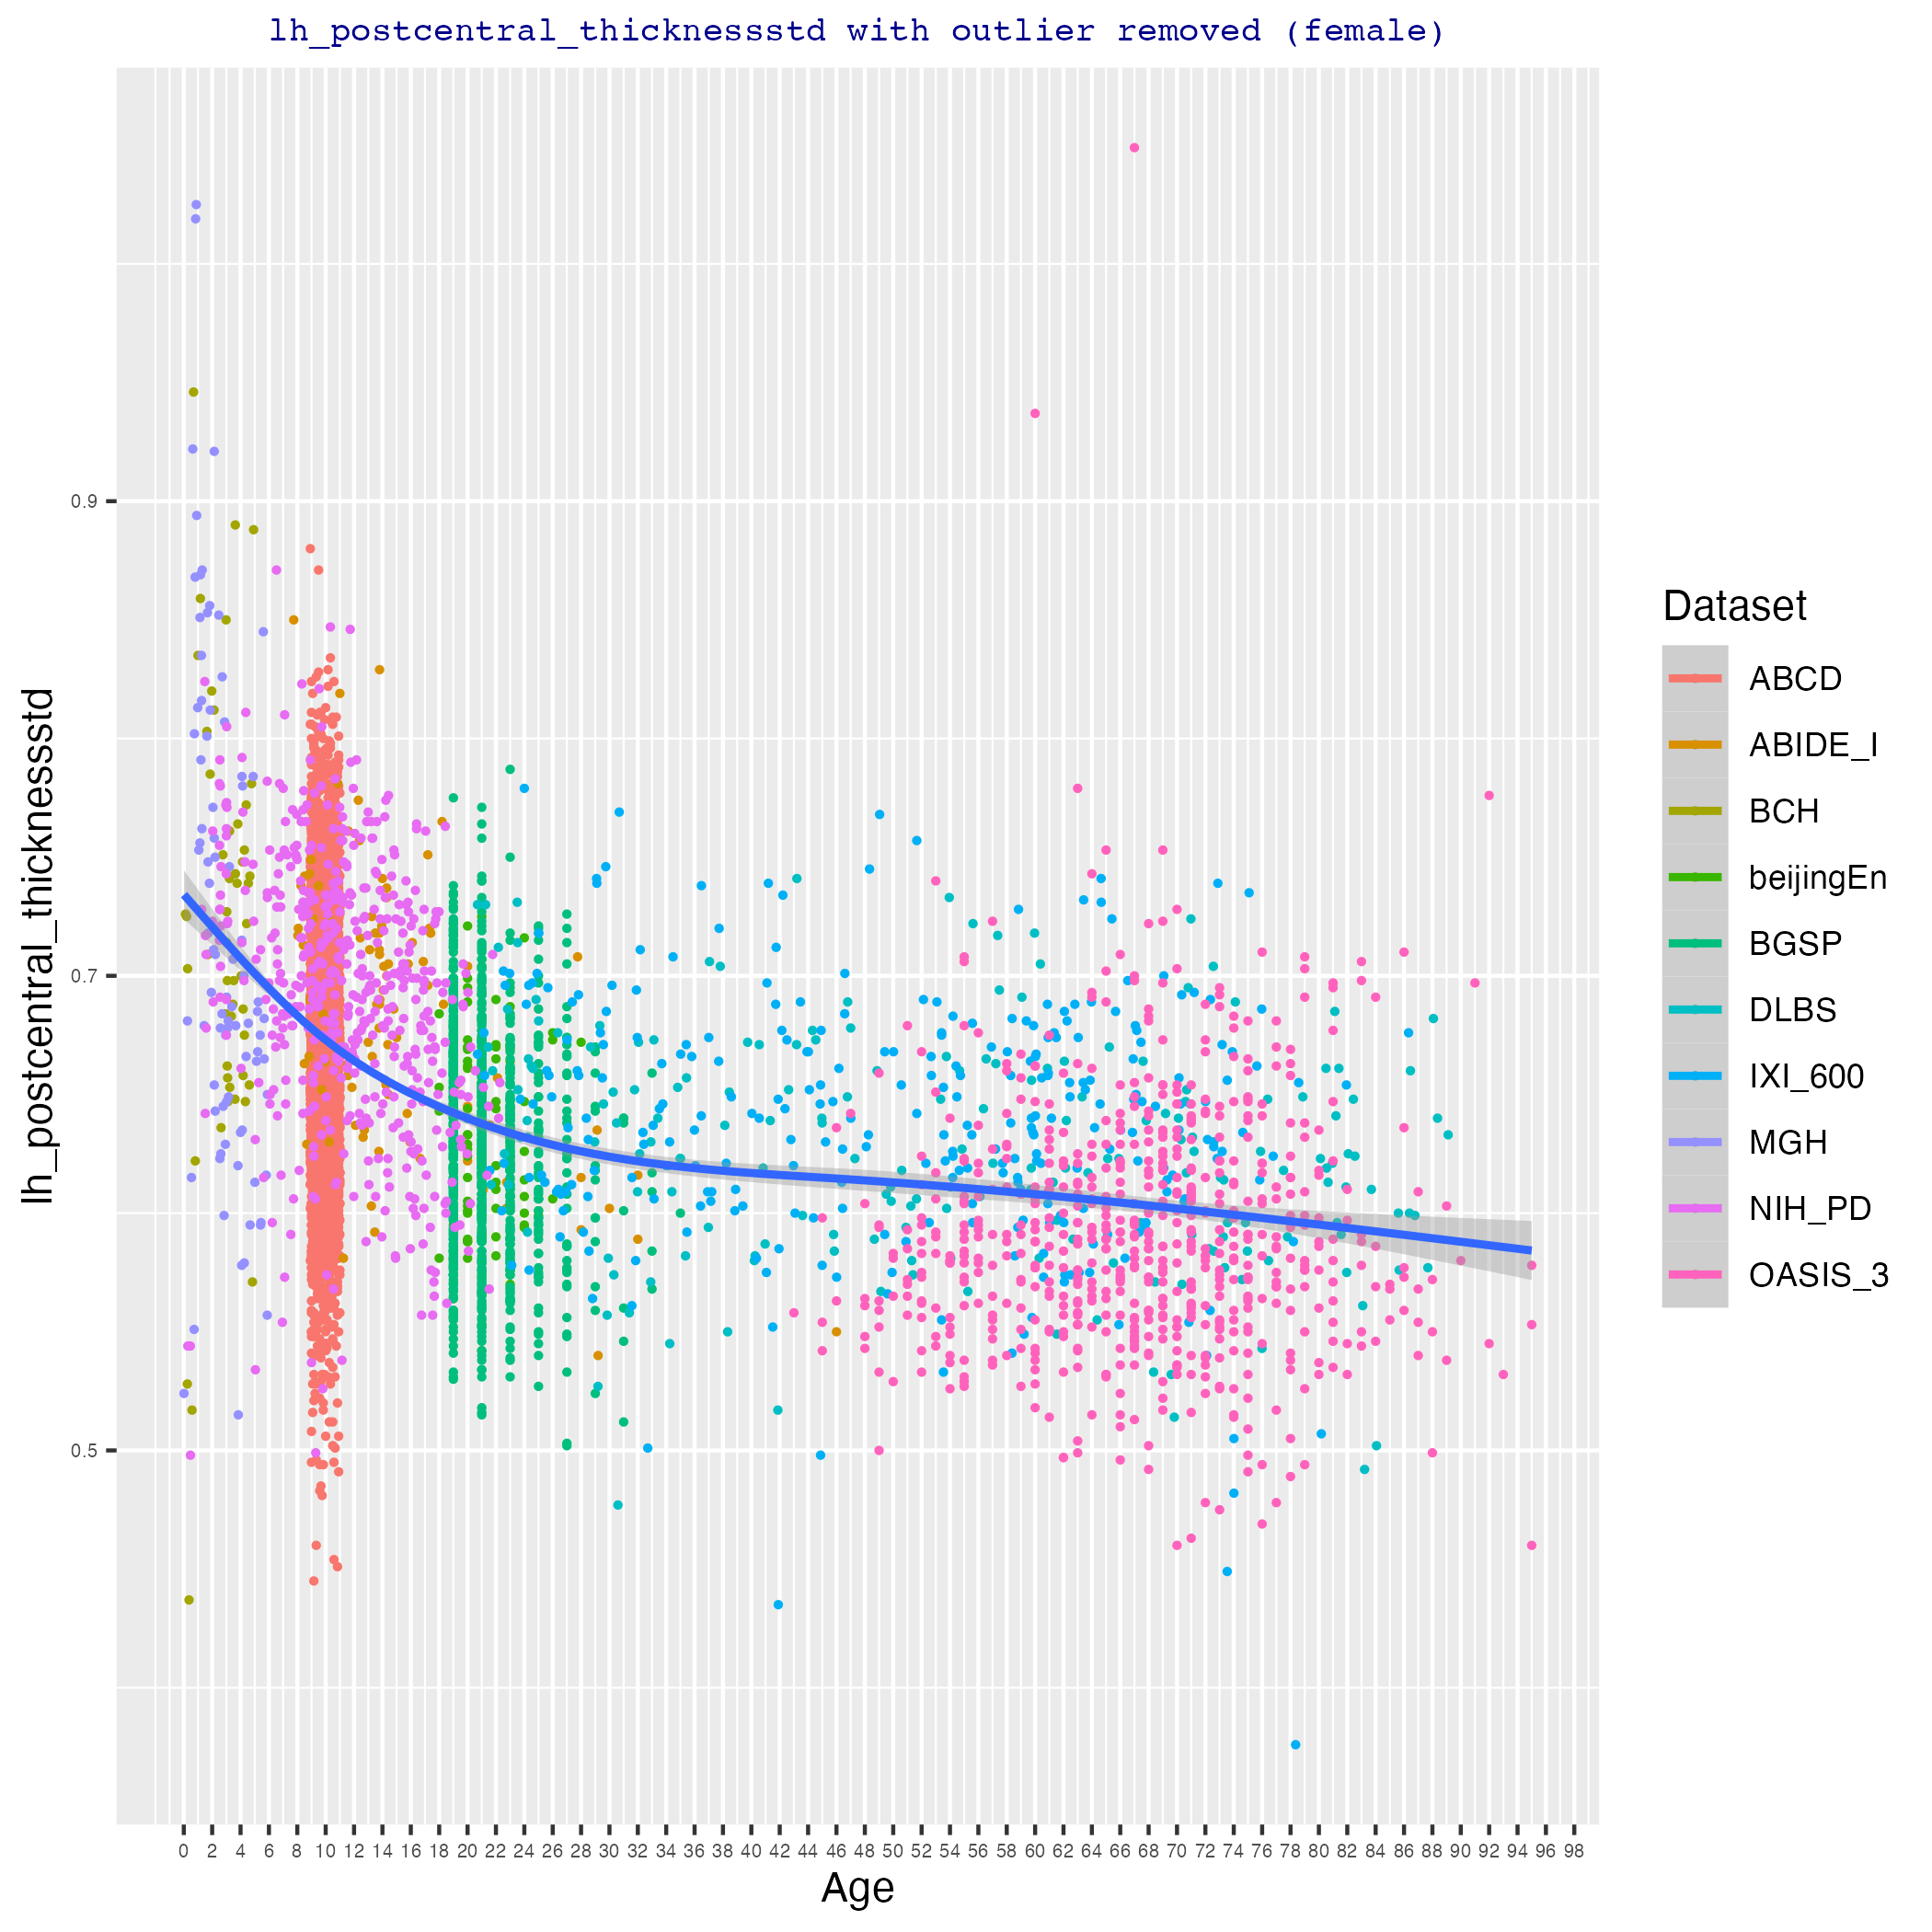 lh_postcentral_thicknessstd with outlier removed (female)
lh_postcentral_thicknessstd
0.9
0.7
0.5
0 2 4 6 8 10 12 14 16 18 20 22 24 26 28 30 32 34 36 38 40 42 44 46 48 50 52 54 56 58 60 62 64 66 68 70 72 74 76 78 80 82 84 86 88 90 92 94 96 98
Age
Dataset
ABCD
ABIDE_I
BCH
beijingEn
BGSP
DLBS
IXI_600
MGH
NIH_PD
OASIS_3